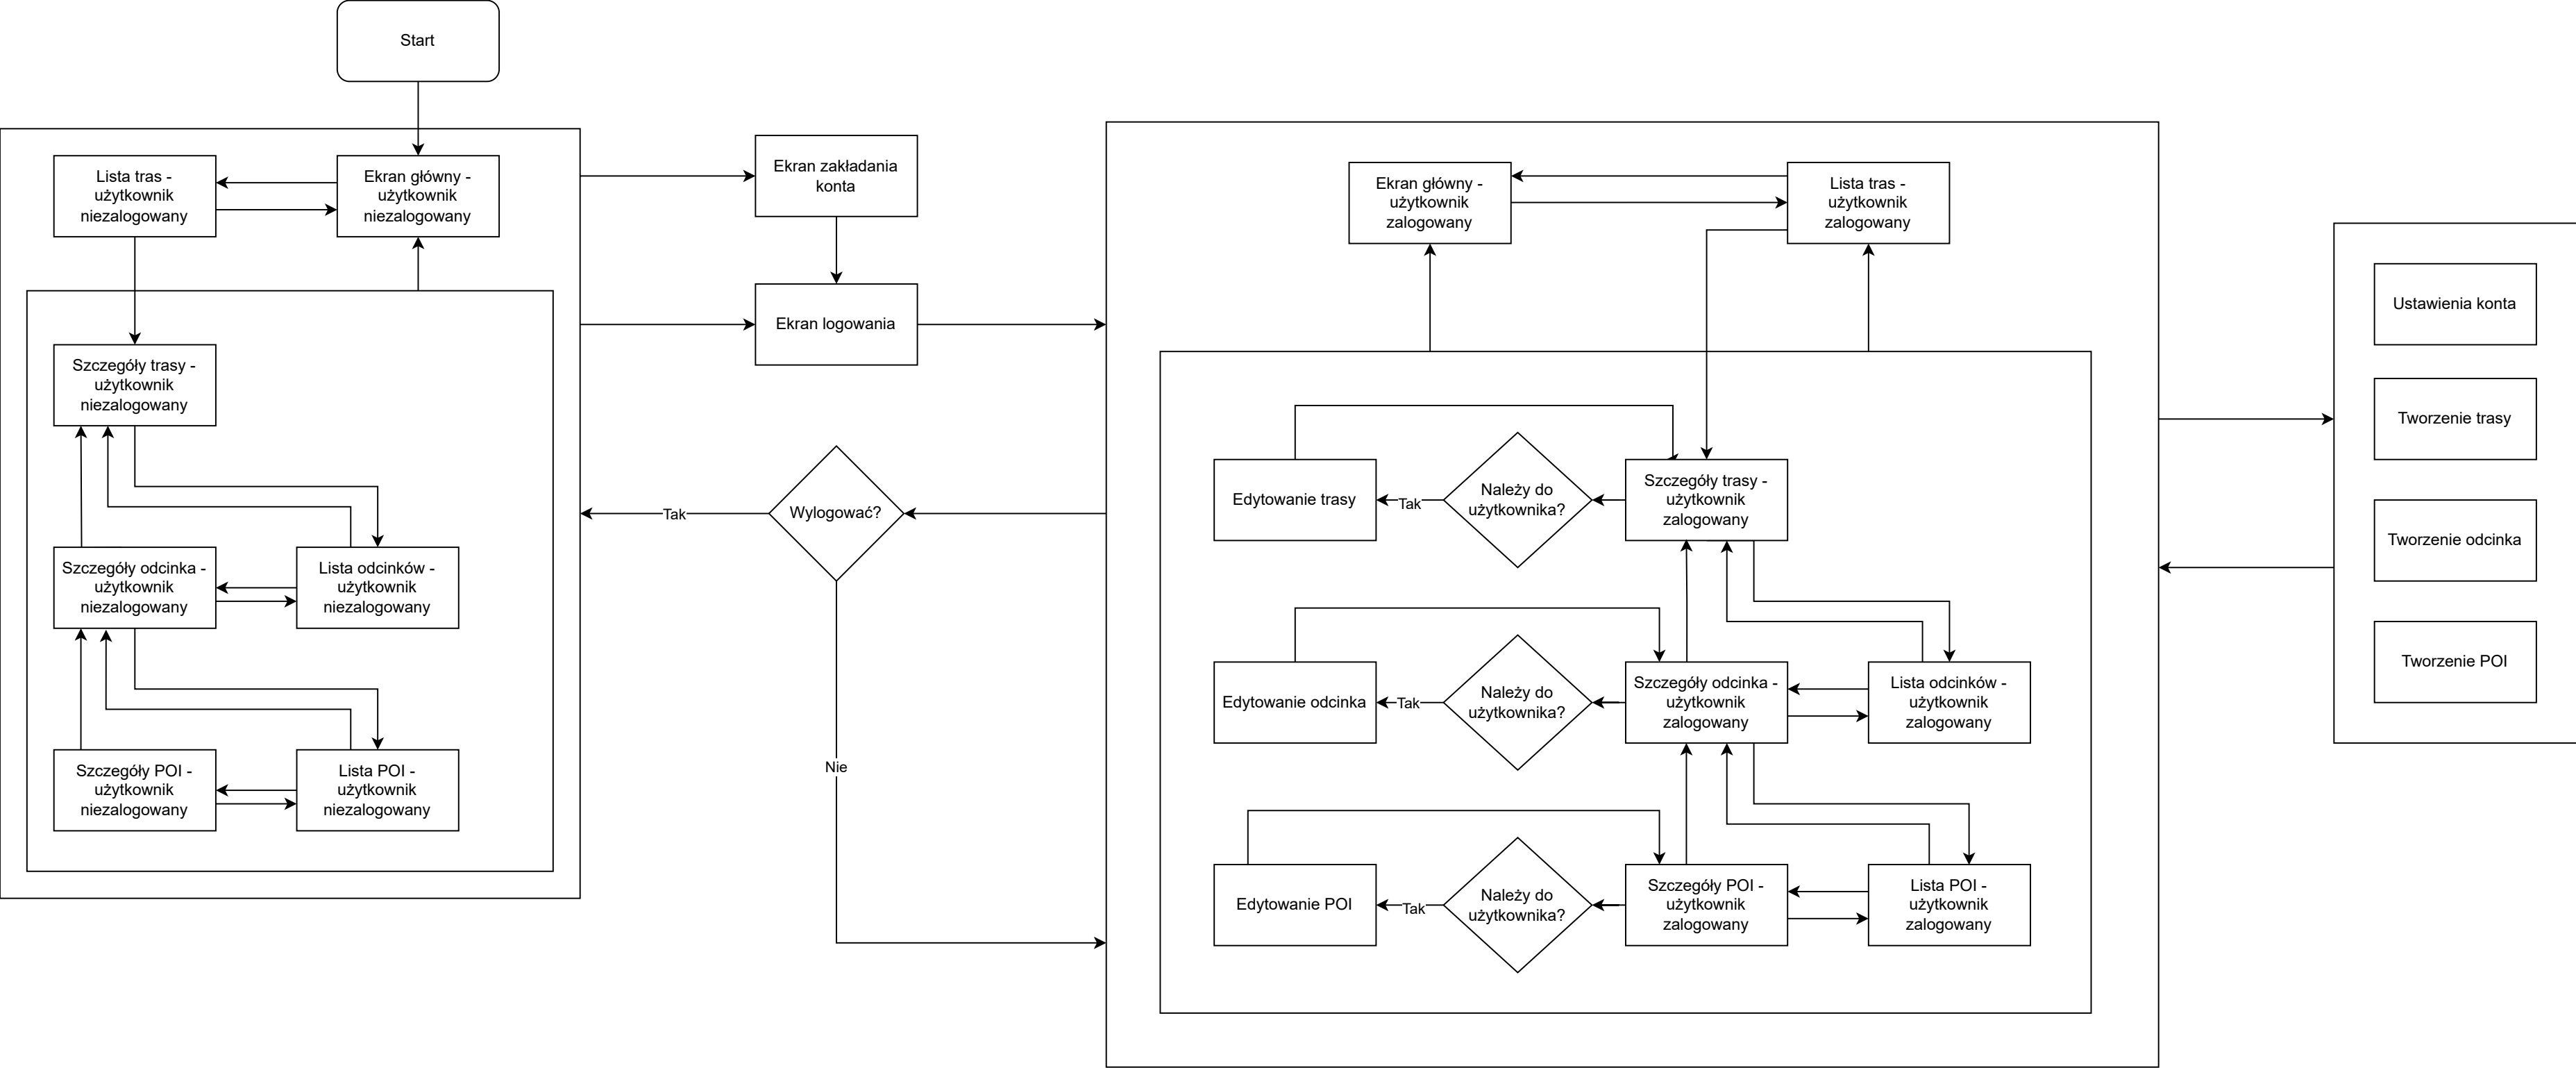 Start
Lista tras -
użytkownik
niezalogowany
Ekran główny -
użytkownik
niezalogowany
Szczegóły trasy -
użytkownik
niezalogowany
Szczegóły odcinka -
użytkownik
niezalogowany
Lista odcinków -
użytkownik
niezalogowany
Szczegóły POI -
użytkownik
niezalogowany
Lista POI -
użytkownik
niezalogowany
Ekran zakładania
konta
Ekran logowania
Tak
Wylogować?
Nie
Ekran główny -
użytkownik
zalogowany
Lista tras -
użytkownik
zalogowany
Edytowanie trasy
Tak
Należy do
użytkownika?
Szczegóły trasy -
użytkownik
zalogowany
Edytowanie odcinka
Tak
Należy do
użytkownika?
Szczegóły odcinka -
użytkownik
zalogowany
Lista odcinków -
użytkownik
zalogowany
Edytowanie POI
Tak
Należy do
użytkownika?
Szczegóły POI -
użytkownik
zalogowany
Lista POI -
użytkownik
zalogowany
Ustawienia konta
Tworzenie trasy
Tworzenie odcinka
Tworzenie POI